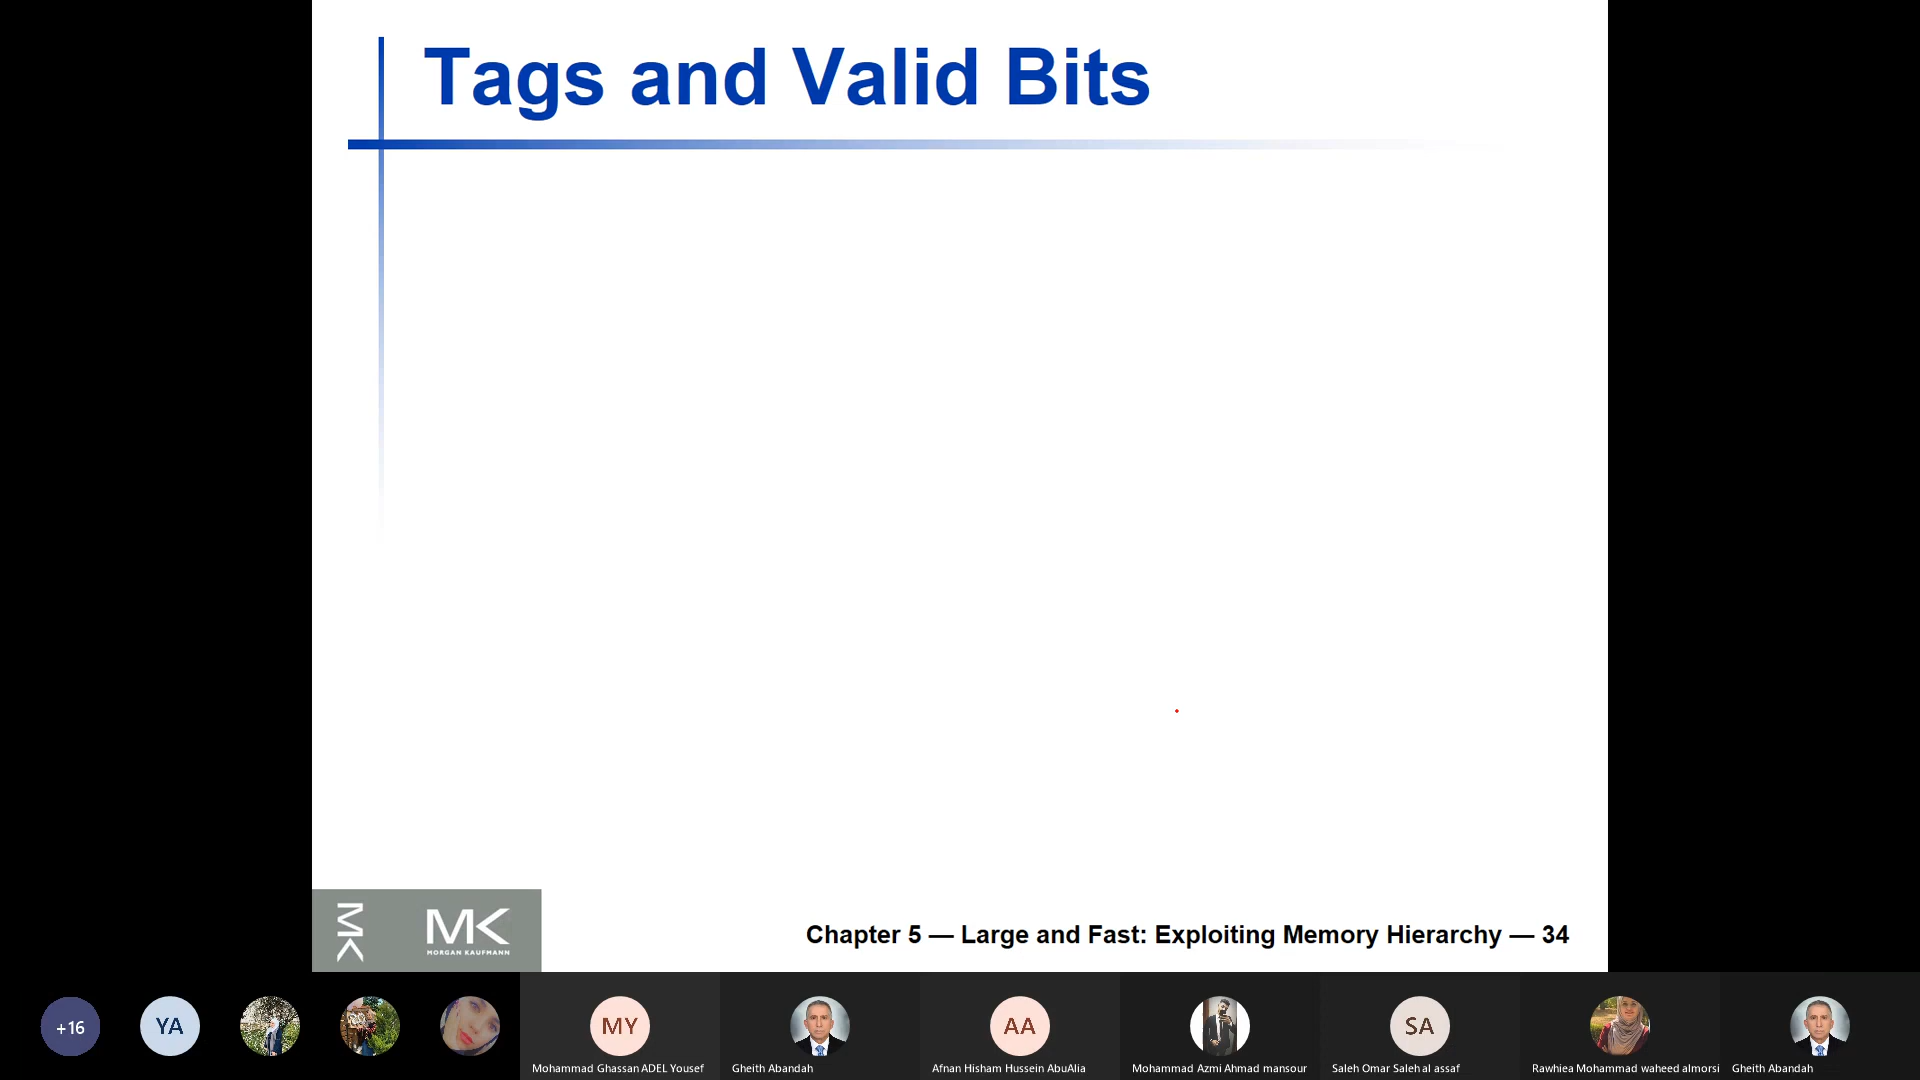 Tags and Valid Bits
MK
MK
MORGAN KAUFMANN
Chapter 5 — Large and Fast: Exploiting Memory Hierarchy — 34
+16
YA
MY
AA
SA
Mohammad Ghassan ADEL Yousef
Gheith Abandah
Afnan Hisham Hussein AbuAlia
Mohammad Azmi Ahmad mansour
Saleh Omar Saleh al assaf
Rawhiea Mohammad waheed almorsi
Gheith Abandah